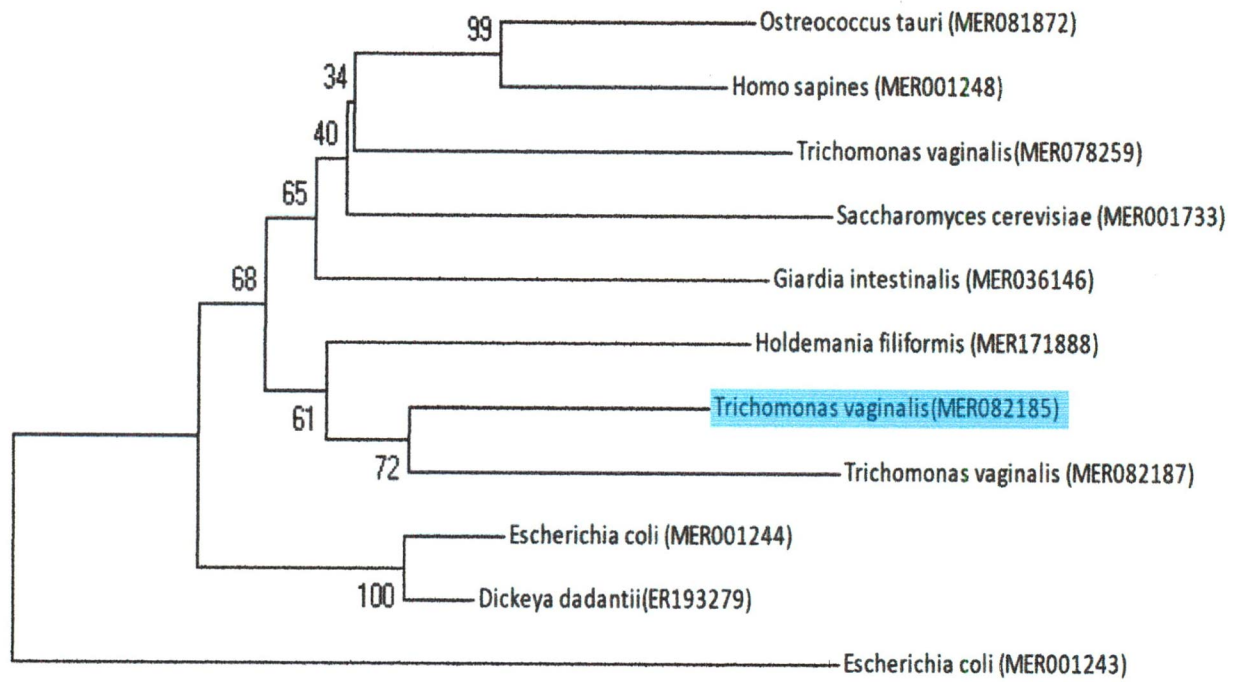 99
Ostreococcus tauri (MER081872)
34
Homo sapines (MER001248)
40
Trichomonas vaginalis(MER078259)
65
Saccharomyces cerevisiae (MER001733)
68
Giardia intestinalis (MER036146)
Holdemania filiformis (MER171888)
61
Trichomonas vaginalis(MER082185)
72
Trichomonas vaginalis (MER082187)
Escherichia coli (MER001244)
100
Dickeya dadantii(ER193279)
Escherichia coli (MER001243)